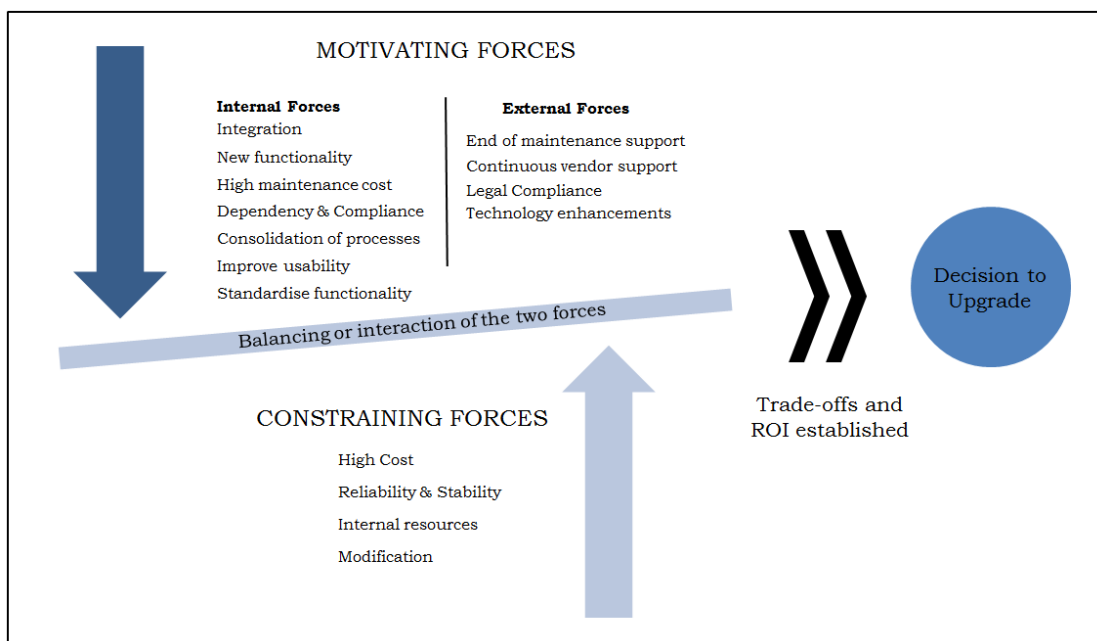 MOTIVATING FORCES
Internal Forces
Integration
New functionality
High maintenance cost
Dependency & Compliance
Consolidation of processes
Improve usability
Standardise functionality
External Forces
End of maintenance support
Continuous vendor support
Legal Compliance
Technology enhancements
Balancing or interaction of the two forces
CONSTRAINING FORCES
High Cost
Reliability & Stability
Internal resources
Modification
Trade-offs and
ROI established
Decision to
Upgrade